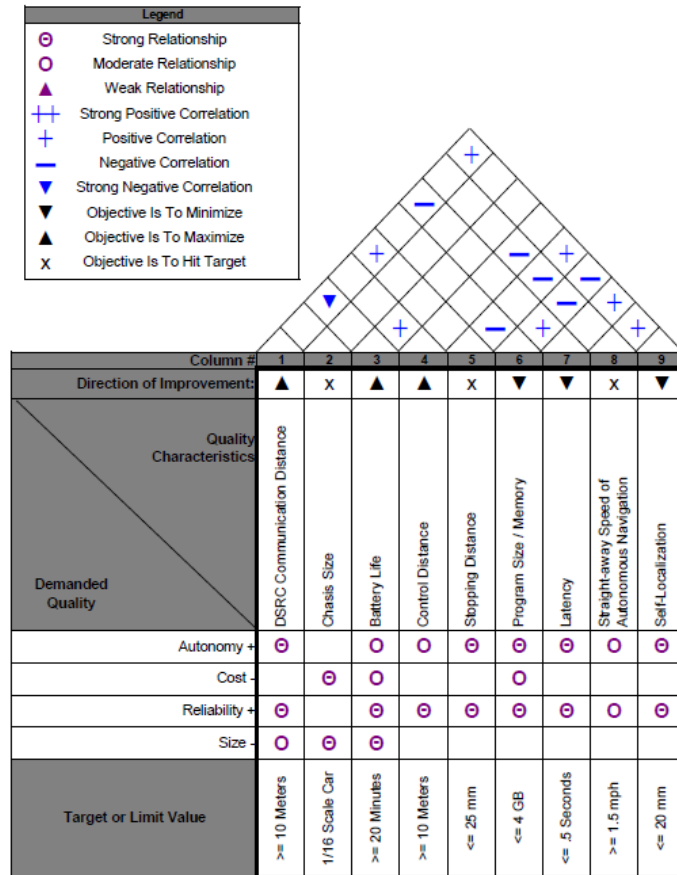 Legend
Strong Relationship
Moderate Relationship
Weak Relationship
Strong Positive Correlation
Positive Correlation
Negative Correlation
Strong Negative Correlation
Objective Is To Minimize
Objective Is To Maximize
x Objective Is To Hit Target
Column # 1 2 3 4 5 6 7 8 9
Direction of Improvement: x x x
Quality
Characteristics
Demanded
Quality
DSRC Communication Distance
Chasis Size
Battery Life
Control Distance
Stopping Distance
Program Size / Memory
Latency
Straight-away Speed of
Autonomous Navigation
Self-Localization
Autonomy +
Cost -
Reliability +
Size -
Target or Limit Value
>= 10 Meters
1/16 Scale Car
>= 20 Minutes
>= 10 Meters
<= 25 mm
<= 4 GB
<= .5 Seconds
>= 1.5 mph
<= 20 mm